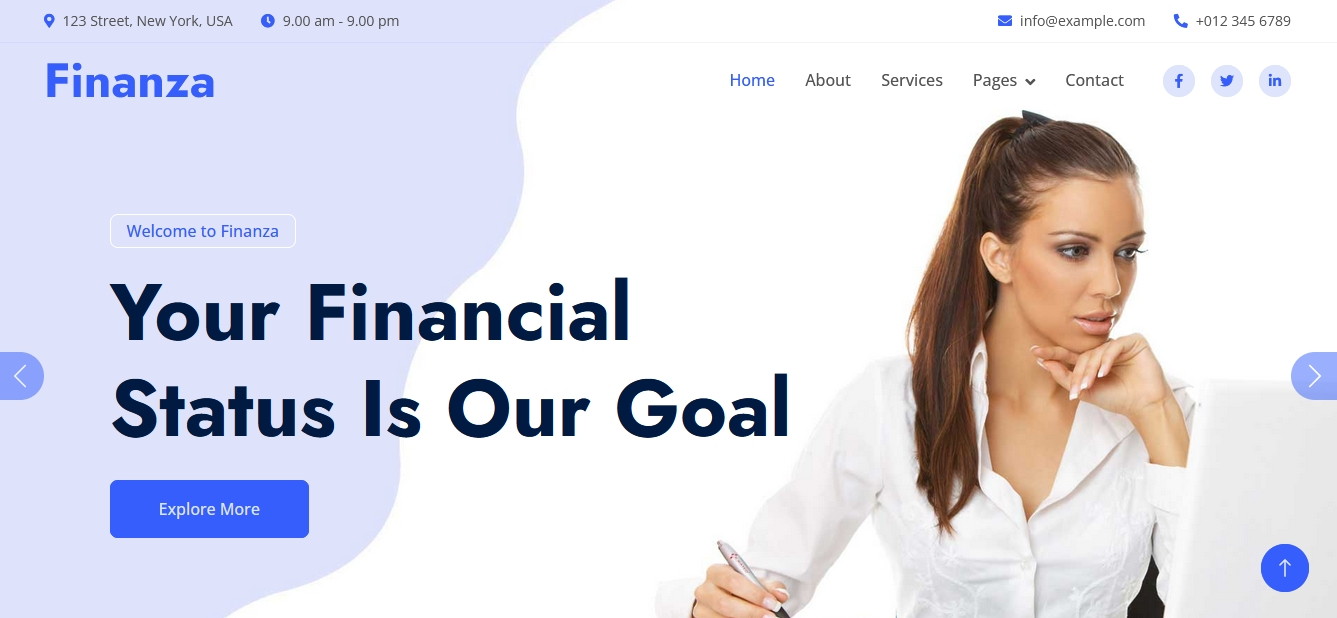 123 Street, New York, USA
9.00 am - 9.00 pm
info@example.com
+012 345 6789
Finanza
Home
About
Services
Pages
Contact
Welcome to Finanza
Your Financial
Status Is Our Goal
Explore More